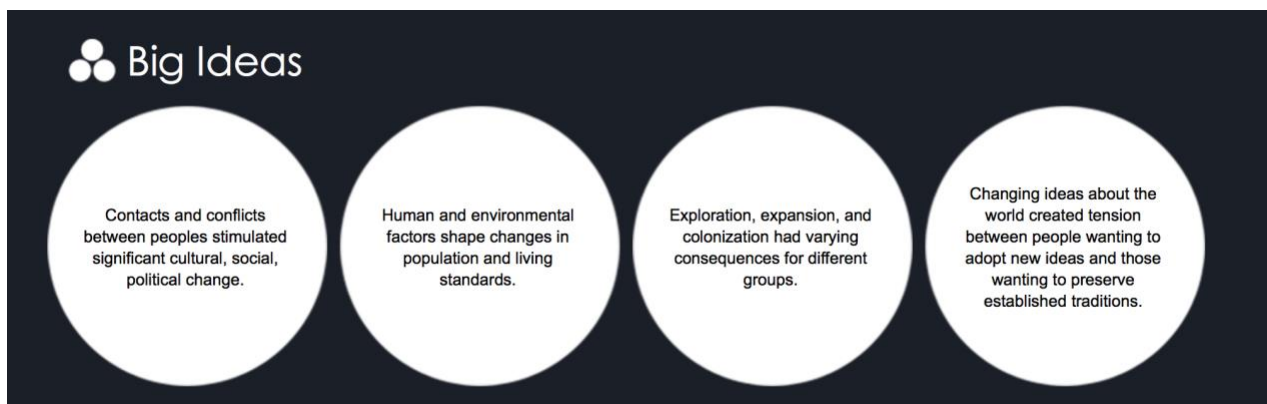 Big Ideas
Contacts and conflicts
between peoples stimulated
significant cultural, social,
political change.
Human and environmental
factors shape changes in
population and living
standards.
Exploration, expansion, and
colonization had varying
consequences for different
groups.
Changing ideas about the
world created tension
between people wanting to
adopt new ideas and those
wanting to preserve
established traditions.